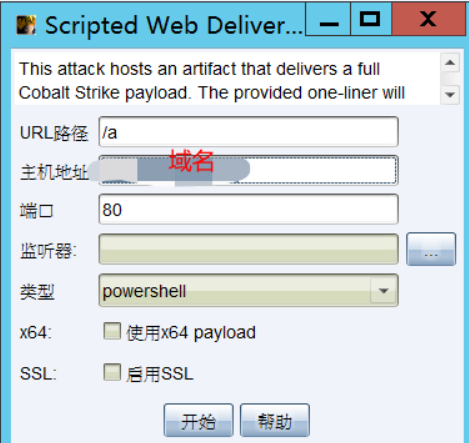 Scripted Web Deliver...
This attack hosts an artifact that delivers a full
Cobalt Strike payload. The provided one-liner will
URL路径 /a
主机地址 域名
端口 80
监听器: ...
类型 powershell
x64: 使用x64 payload
SSL: 启用SSL
开始 帮助